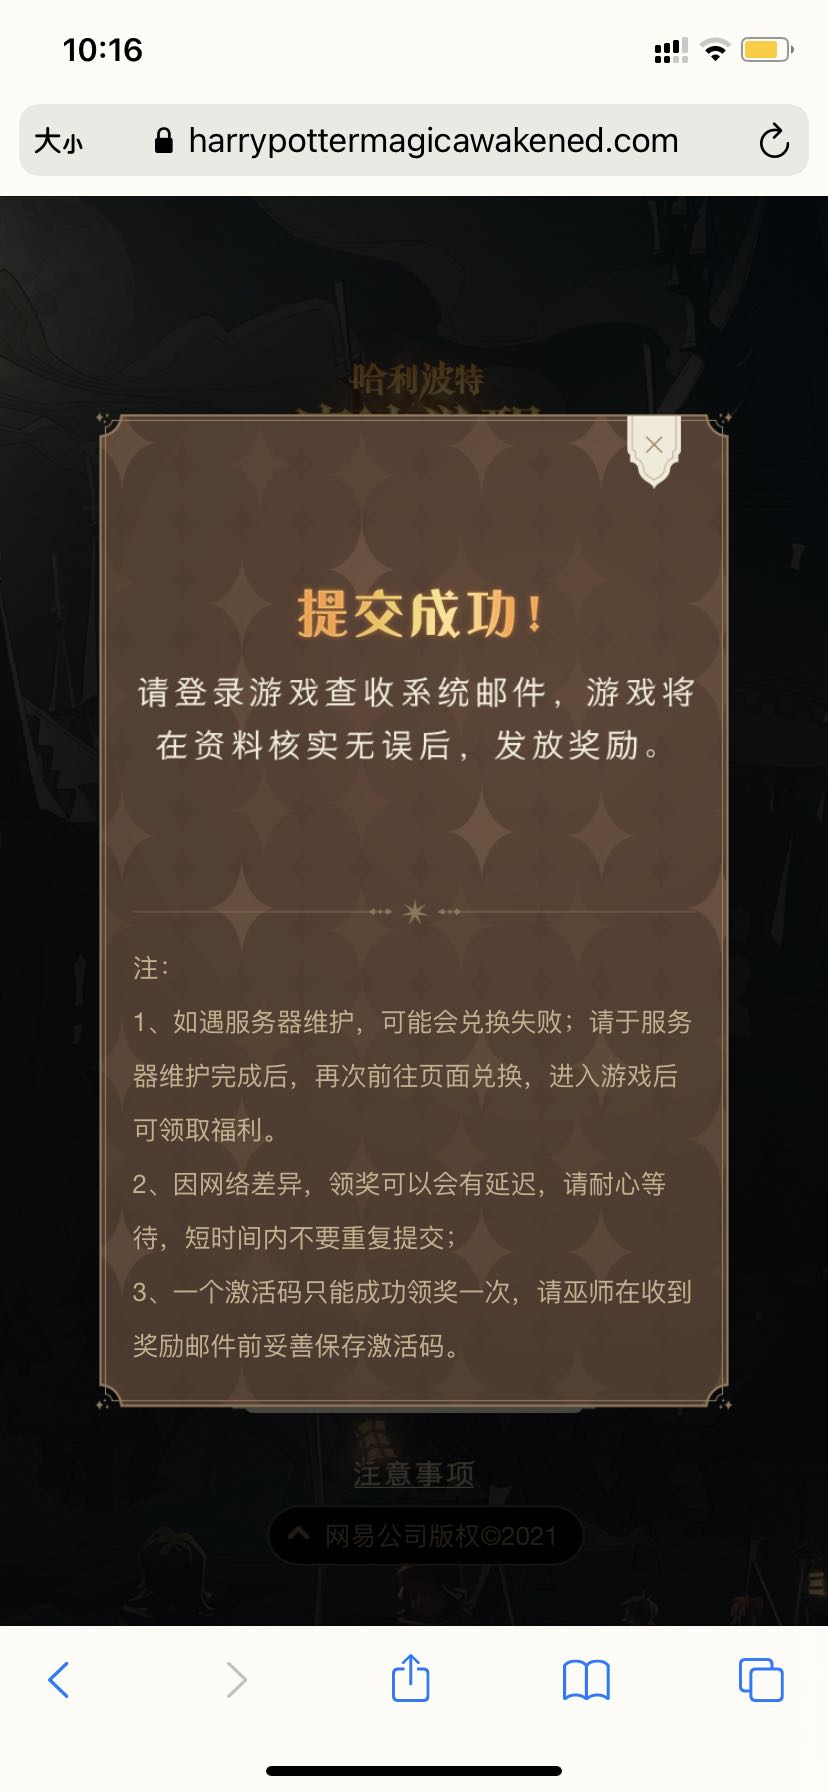 10:16
大小 harrypottermagicawakened.com
哈利波特
提交成功!
请登录游戏查收系统邮件，游戏将
在资料核实无误后，发放奖励。
注：
1、如遇服务器维护，可能会兑换失败；请于服务
器维护完成后，再次前往页面兑换，进入游戏后
可领取福利。
2、因网络差异，领奖可以会有延迟，请耐心等
待，短时间内不要重复提交；
3、一个激活码只能成功领奖一次，请巫师在收到
奖励邮件前妥善保存激活码。
注意事项
网易公司版权©2021